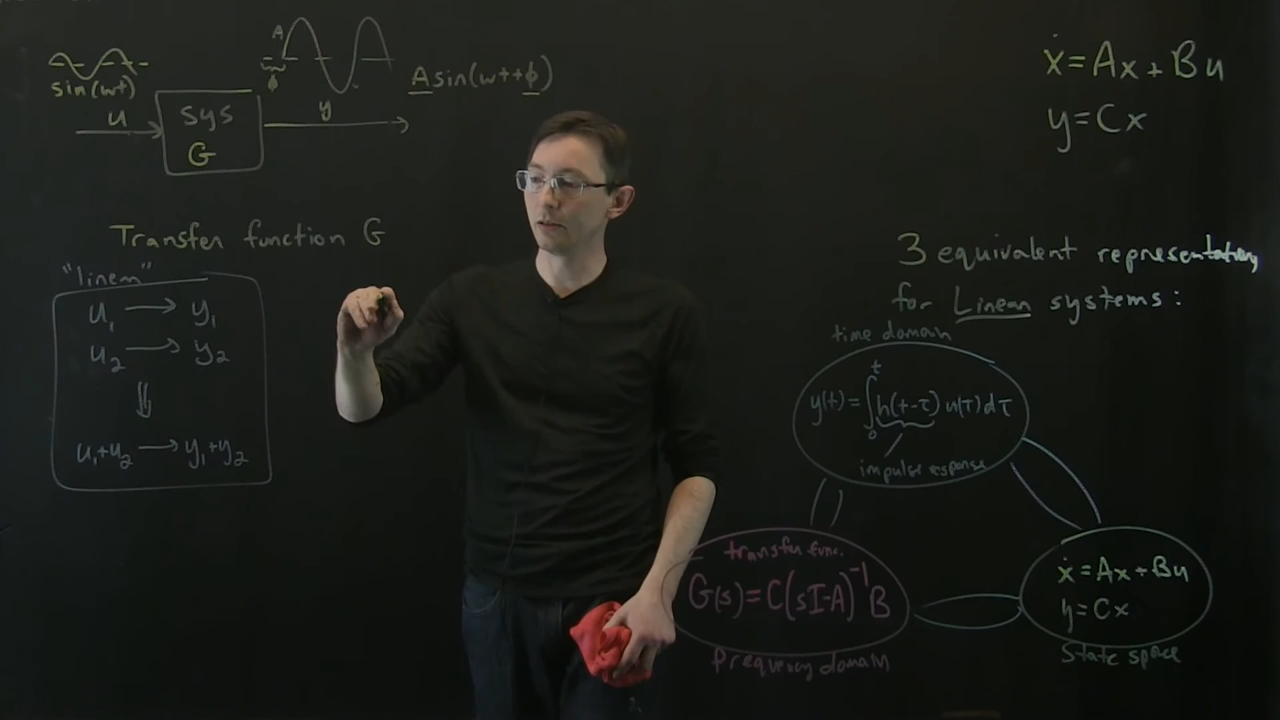 A
sin(ωt)
ϕ
A sin(ωt+ϕ)
u
y
sys
G
Transfer function G
"linear"
u₁ → y₁
u₂ → y₂
⇓
u₁+u₂ → y₁+y₂
ẋ=Ax+Bu
y=Cx
3 equivalent representations
for Linear systems:
time domain
y(t)=∫₀ᵗ h(t-τ)u(τ)dτ
impulse response
transfer func.
G(s)=C(sI-A)⁻¹B
frequency domain
ẋ=Ax+Bu
y=Cx
State space